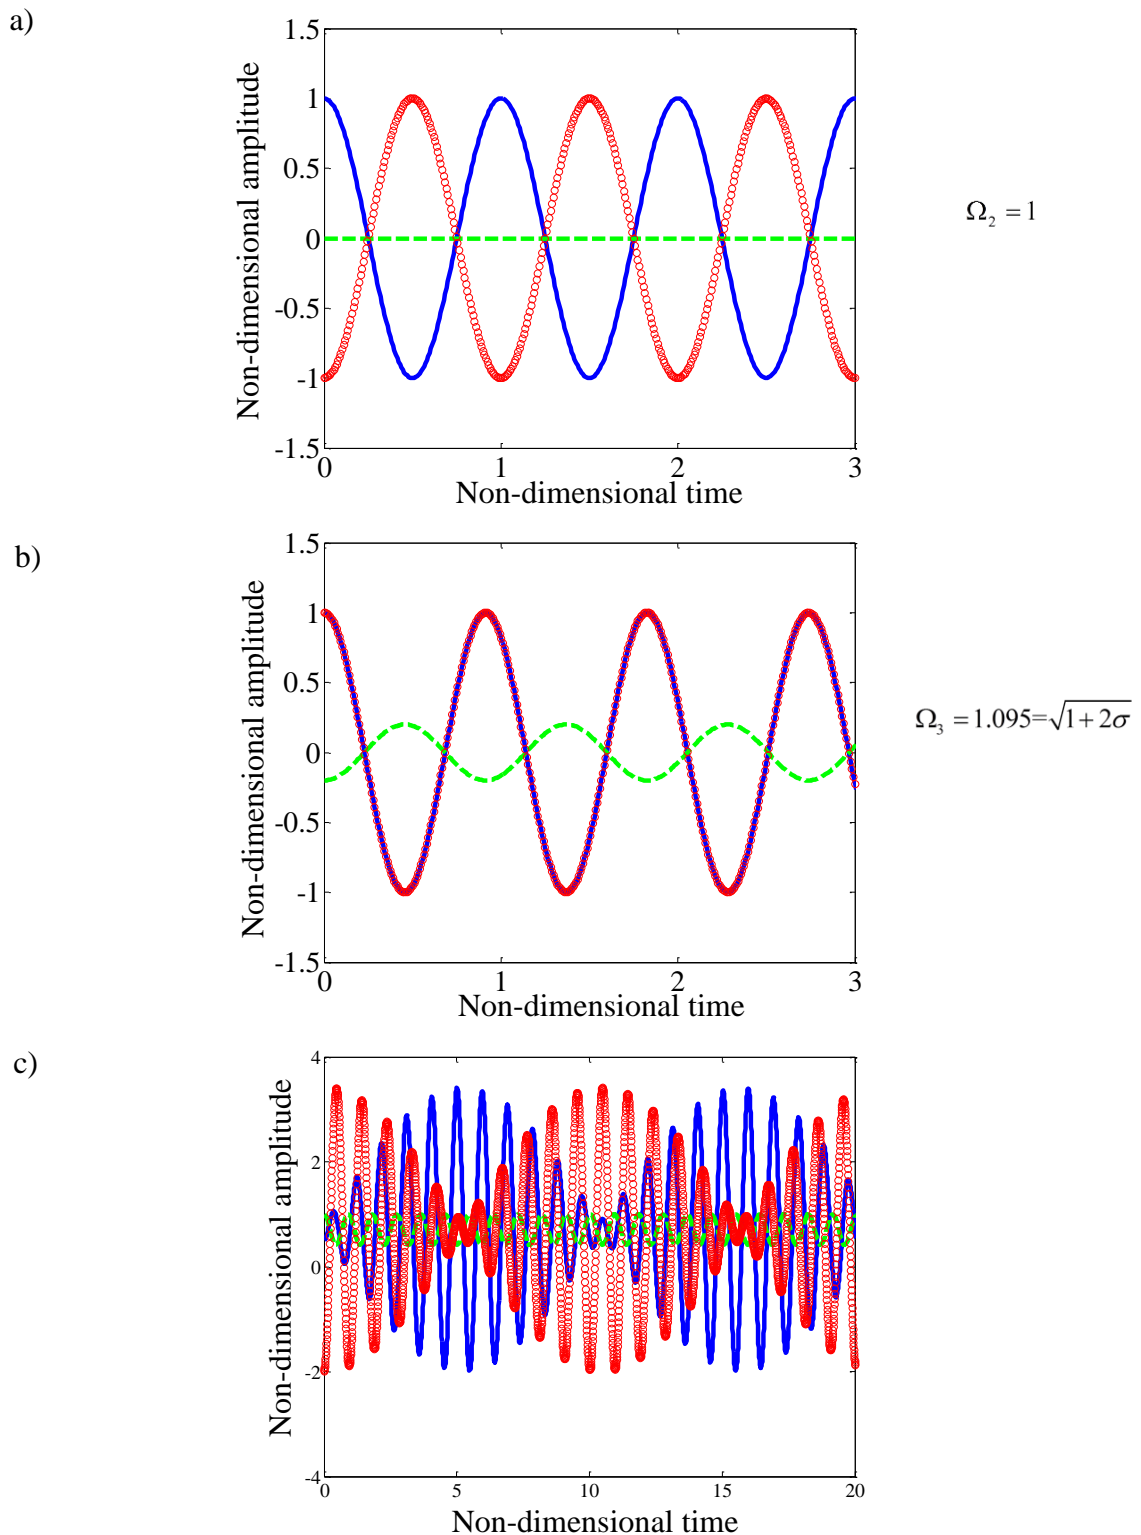 a)
1.5
1
0.5
0
-0.5
-1
-1.5
0 1 2 3
Non-dimensional amplitude
Non-dimensional time
Ω₂ = 1
b)
1.5
1
0.5
0
-0.5
-1
-1.5
0 1 2 3
Non-dimensional amplitude
Non-dimensional time
Ω₃ = 1.095=√1+2σ
c)
4
2
0
-2
-4
0 5 10 15 20
Non-dimensional amplitude
Non-dimensional time